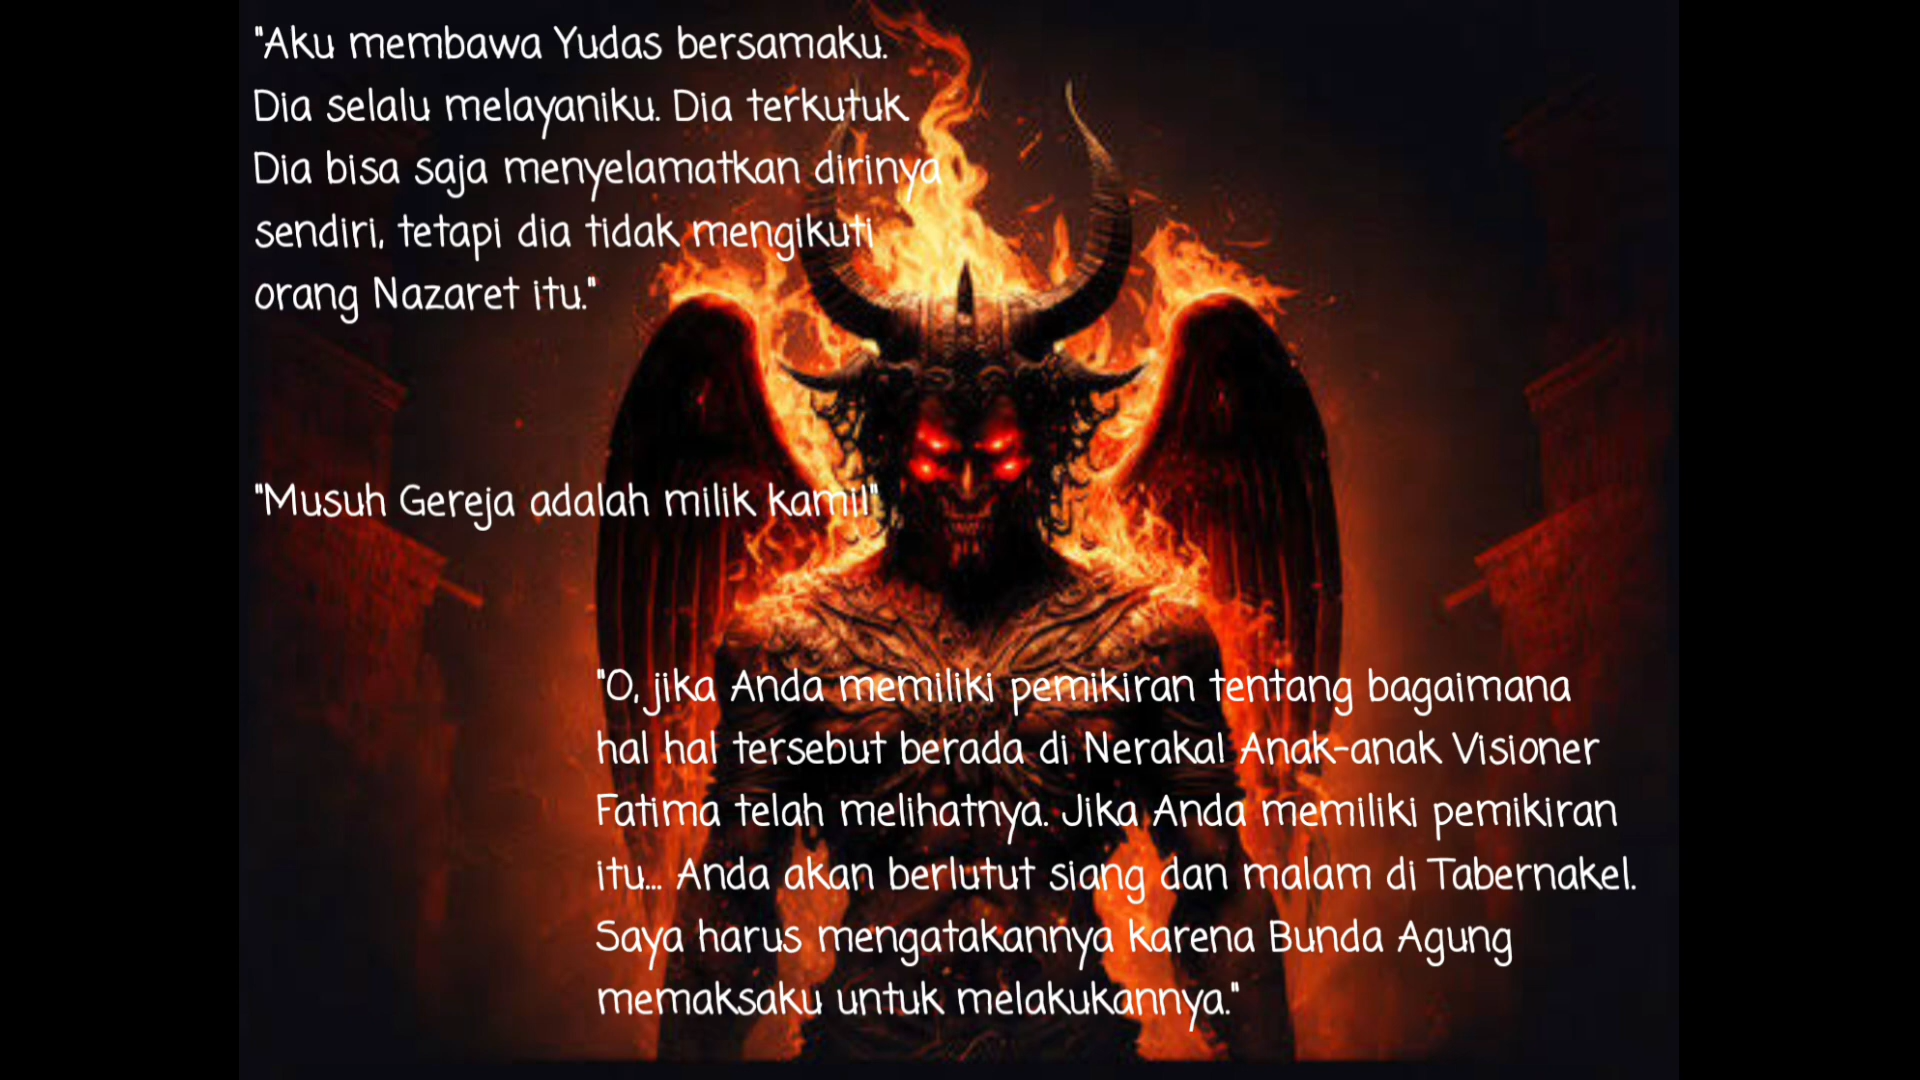 "Aku membawa Yudas bersamaku.
Dia selalu melayaniku. Dia terkutuk
Dia bisa saja menyelamatkan dirinya
sendiri, tetapi dia tidak mengikuti
orang Nazaret itu."
"Musuh Gereja adalah milik kami!"
"O, jika Anda memiliki pemikiran tentang bagaimana
hal hal tersebut berada di Neraka! Anak-anak Visioner
Fatima telah melihatnya. Jika Anda memiliki pemikiran
itu... Anda akan berlutut siang dan malam di Tabernakel.
Saya harus mengatakannya karena Bunda Agung
memaksaku untuk melakukannya."